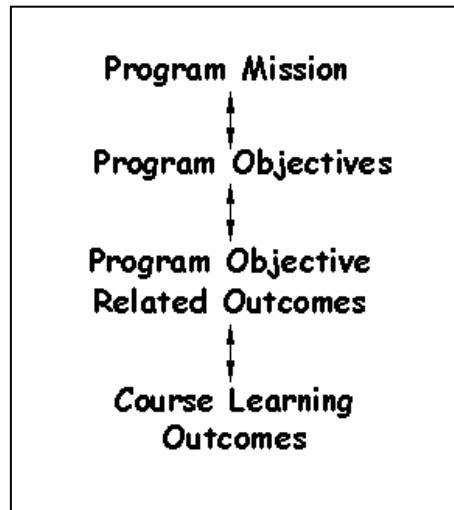 Program Mission
Program Objectives
Program Objective
Related Outcomes
Course Learning
Outcomes